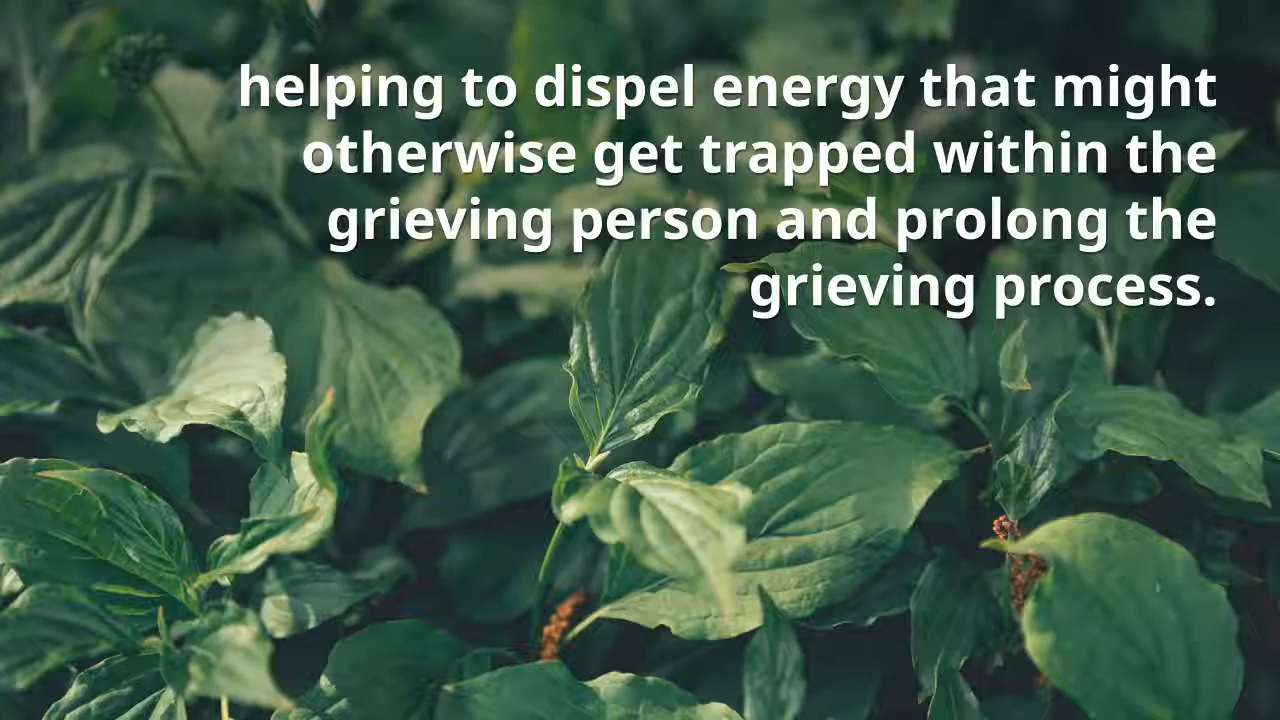 helping to dispel energy that might
otherwise get trapped within the
grieving person and prolong the
grieving process.